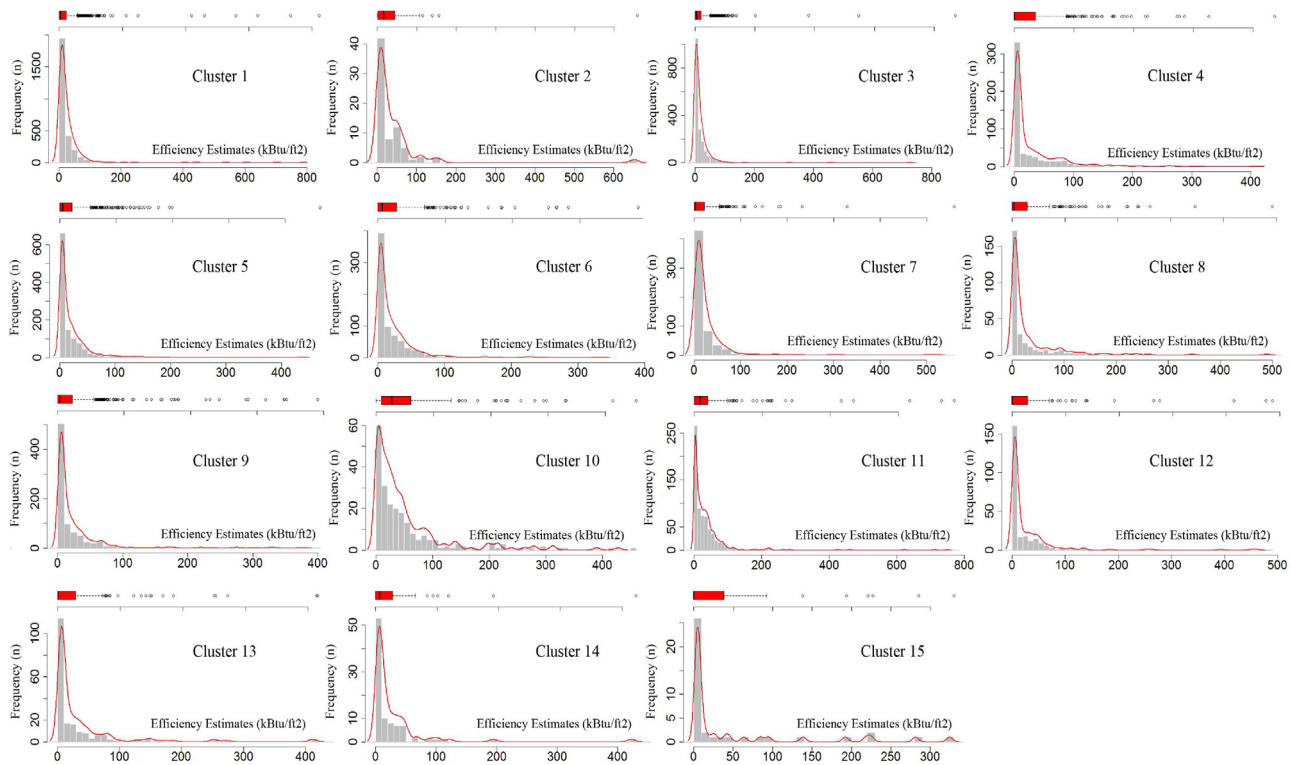 Cluster 1
Frequency (n)
0 500 1500
Efficiency Estimates (kBtu/ft2)
0 200 400 600 800
Cluster 2
Frequency (n)
0 10 20 30 40
Efficiency Estimates (kBtu/ft2)
0 100 200 300 400 600
Cluster 3
Frequency (n)
0 400 800
Efficiency Estimates (kBtu/ft2)
0 200 400 600 800
Cluster 4
Frequency (n)
0 100 200 300
Efficiency Estimates (kBtu/ft2)
0 100 200 300 400
Cluster 5
Frequency (n)
0 200 400 600
Efficiency Estimates (kBtu/ft2)
0 100 200 300 400
Cluster 6
Frequency (n)
0 100 300
Efficiency Estimates (kBtu/ft2)
0 100 200 300 400
Cluster 7
Frequency (n)
0 100 300
Efficiency Estimates (kBtu/ft2)
0 100 200 300 400 500
Cluster 8
Frequency (n)
0 50 100 150
Efficiency Estimates (kBtu/ft2)
0 100 200 300 400 500
Cluster 9
Frequency (n)
0 200 400
Efficiency Estimates (kBtu/ft2)
0 100 200 300 400
Cluster 10
Frequency (n)
0 20 40 60
Efficiency Estimates (kBtu/ft2)
0 100 200 300 400
Cluster 11
Frequency (n)
0 50 150 250
Efficiency Estimates (kBtu/ft2)
0 200 400 600 800
Cluster 12
Frequency (n)
0 50 100 150
Efficiency Estimates (kBtu/ft2)
0 100 200 300 400 500
Cluster 13
Frequency (n)
0 20 60 100
Efficiency Estimates (kBtu/ft2)
0 100 200 300 400
Cluster 14
Frequency (n)
0 10 30 50
Efficiency Estimates (kBtu/ft2)
0 100 200 300 400
Cluster 15
Frequency (n)
0 5 10 20
Efficiency Estimates (kBtu/ft2)
0 50 100 150 200 250 300